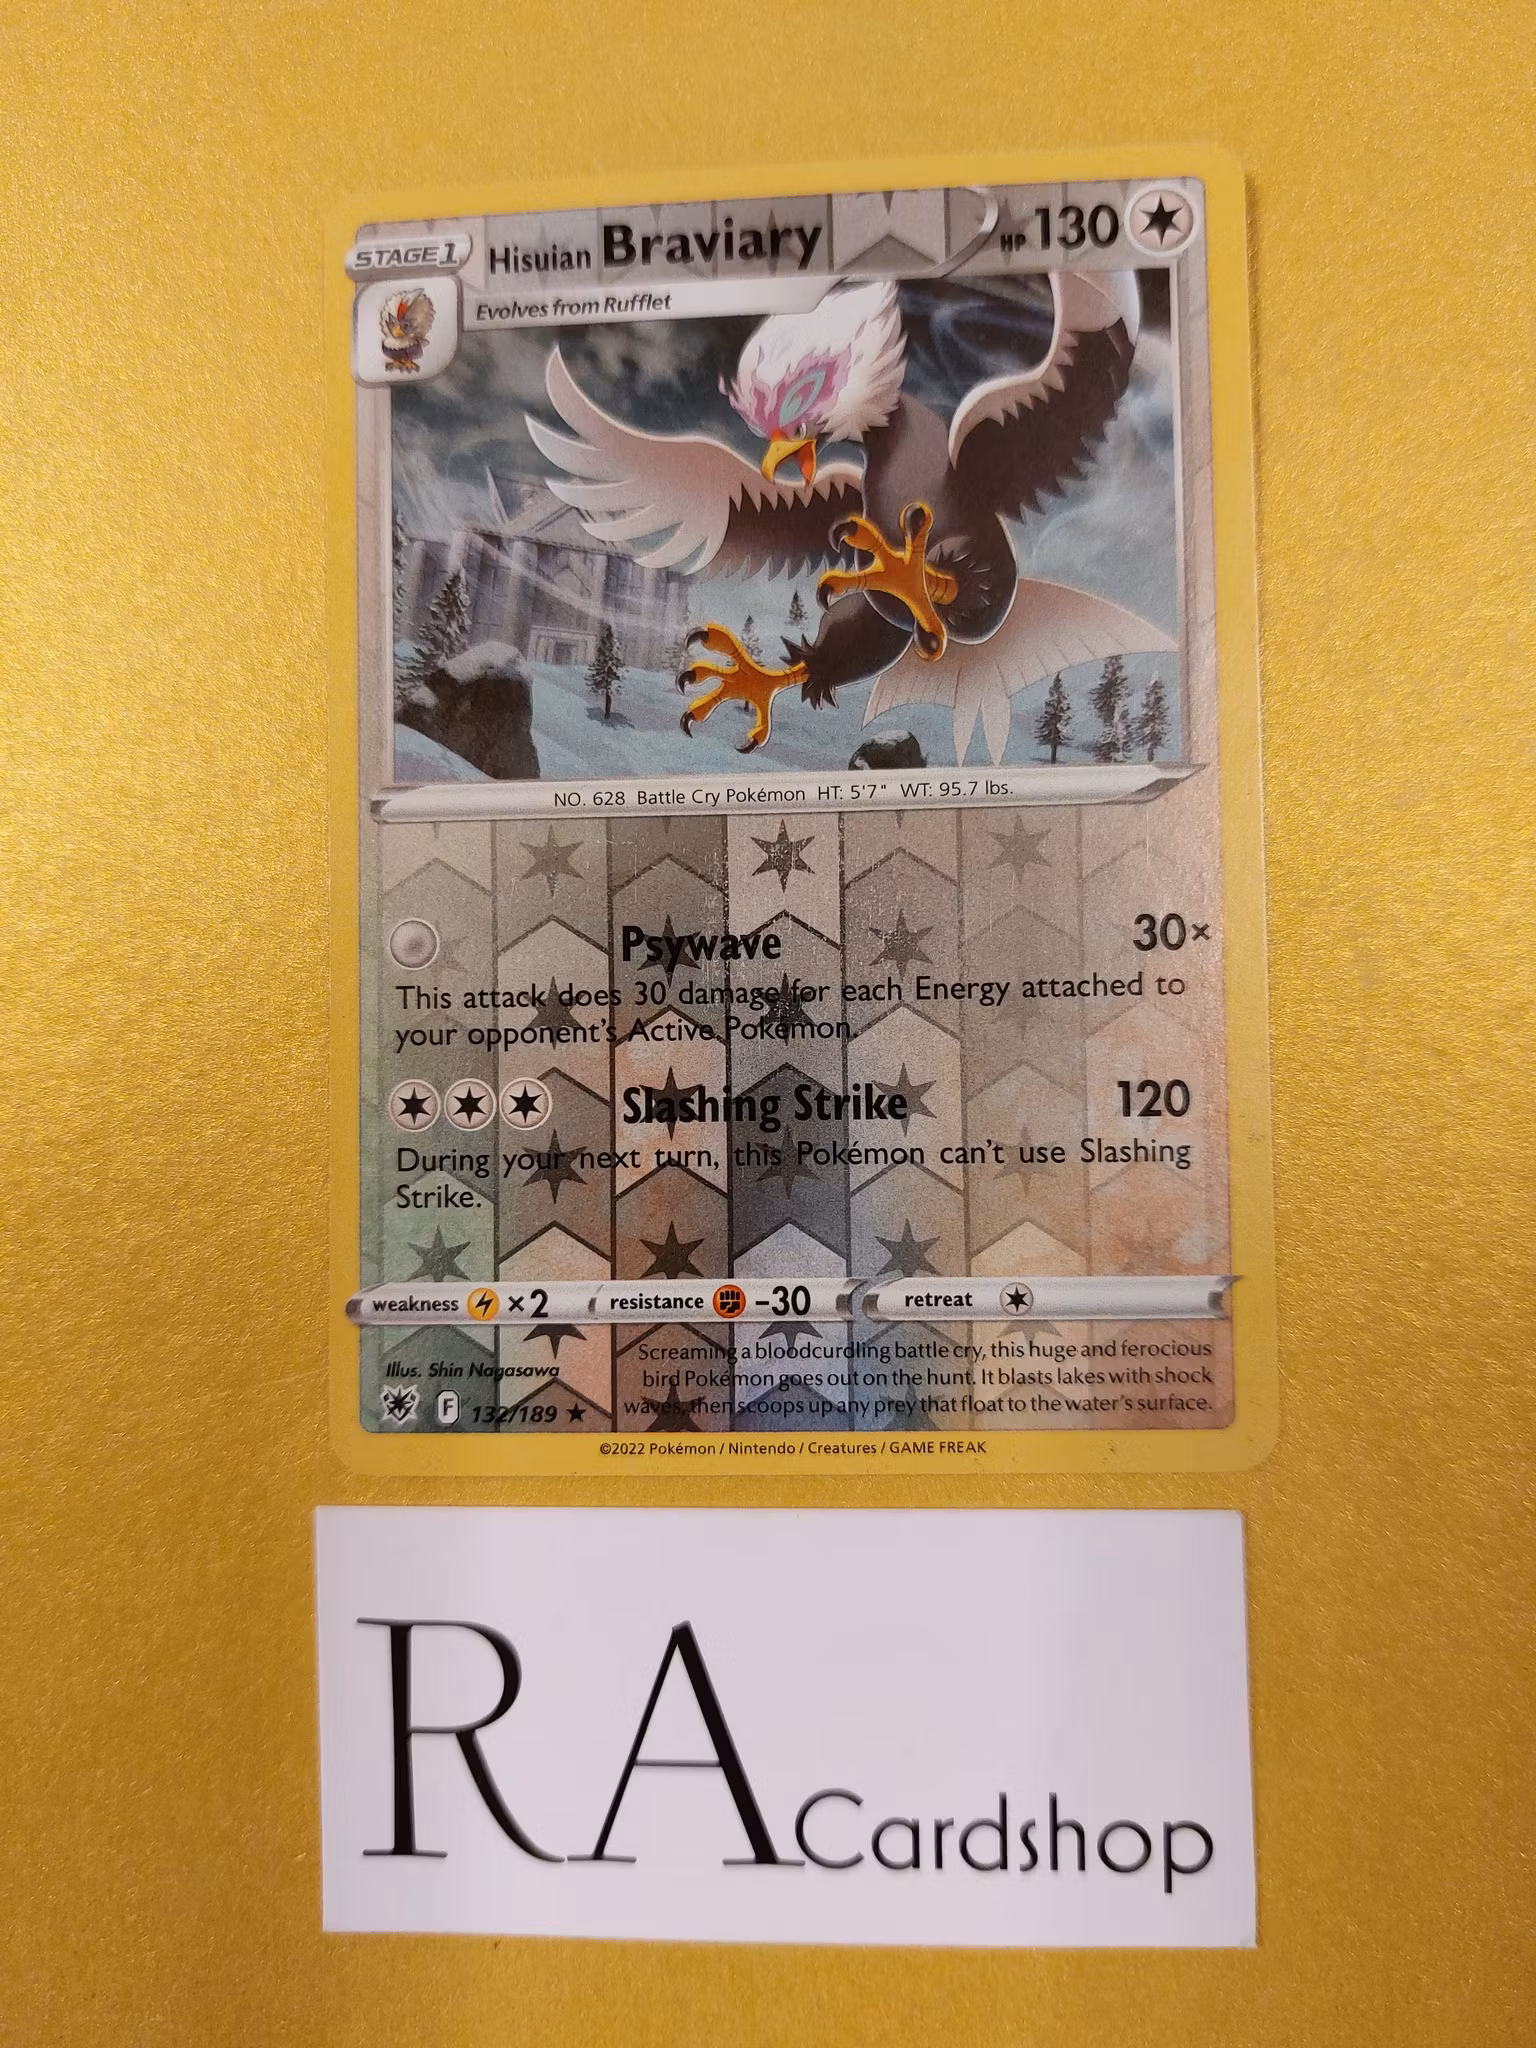 STAGE 1 Hisuian Braviary HP 130
Evolves from Rufflet
NO. 628 Battle Cry Pokémon HT: 5'7" WT: 95.7 lbs.
Psywave 30×
This attack does 30 damage for each Energy attached to
your opponent's Active Pokémon.
Slashing Strike 120
During your next turn, this Pokémon can't use Slashing
Strike.
weakness ×2 resistance -30 retreat
Illus. Shin Nagasawa
F 132/189 ★
Screaming a bloodcurdling battle cry, this huge and ferocious
bird Pokémon goes out on the hunt. It blasts lakes with shock
waves, then scoops up any prey that float to the water's surface.
©2022 Pokémon / Nintendo / Creatures / GAME FREAK
RA Cardshop